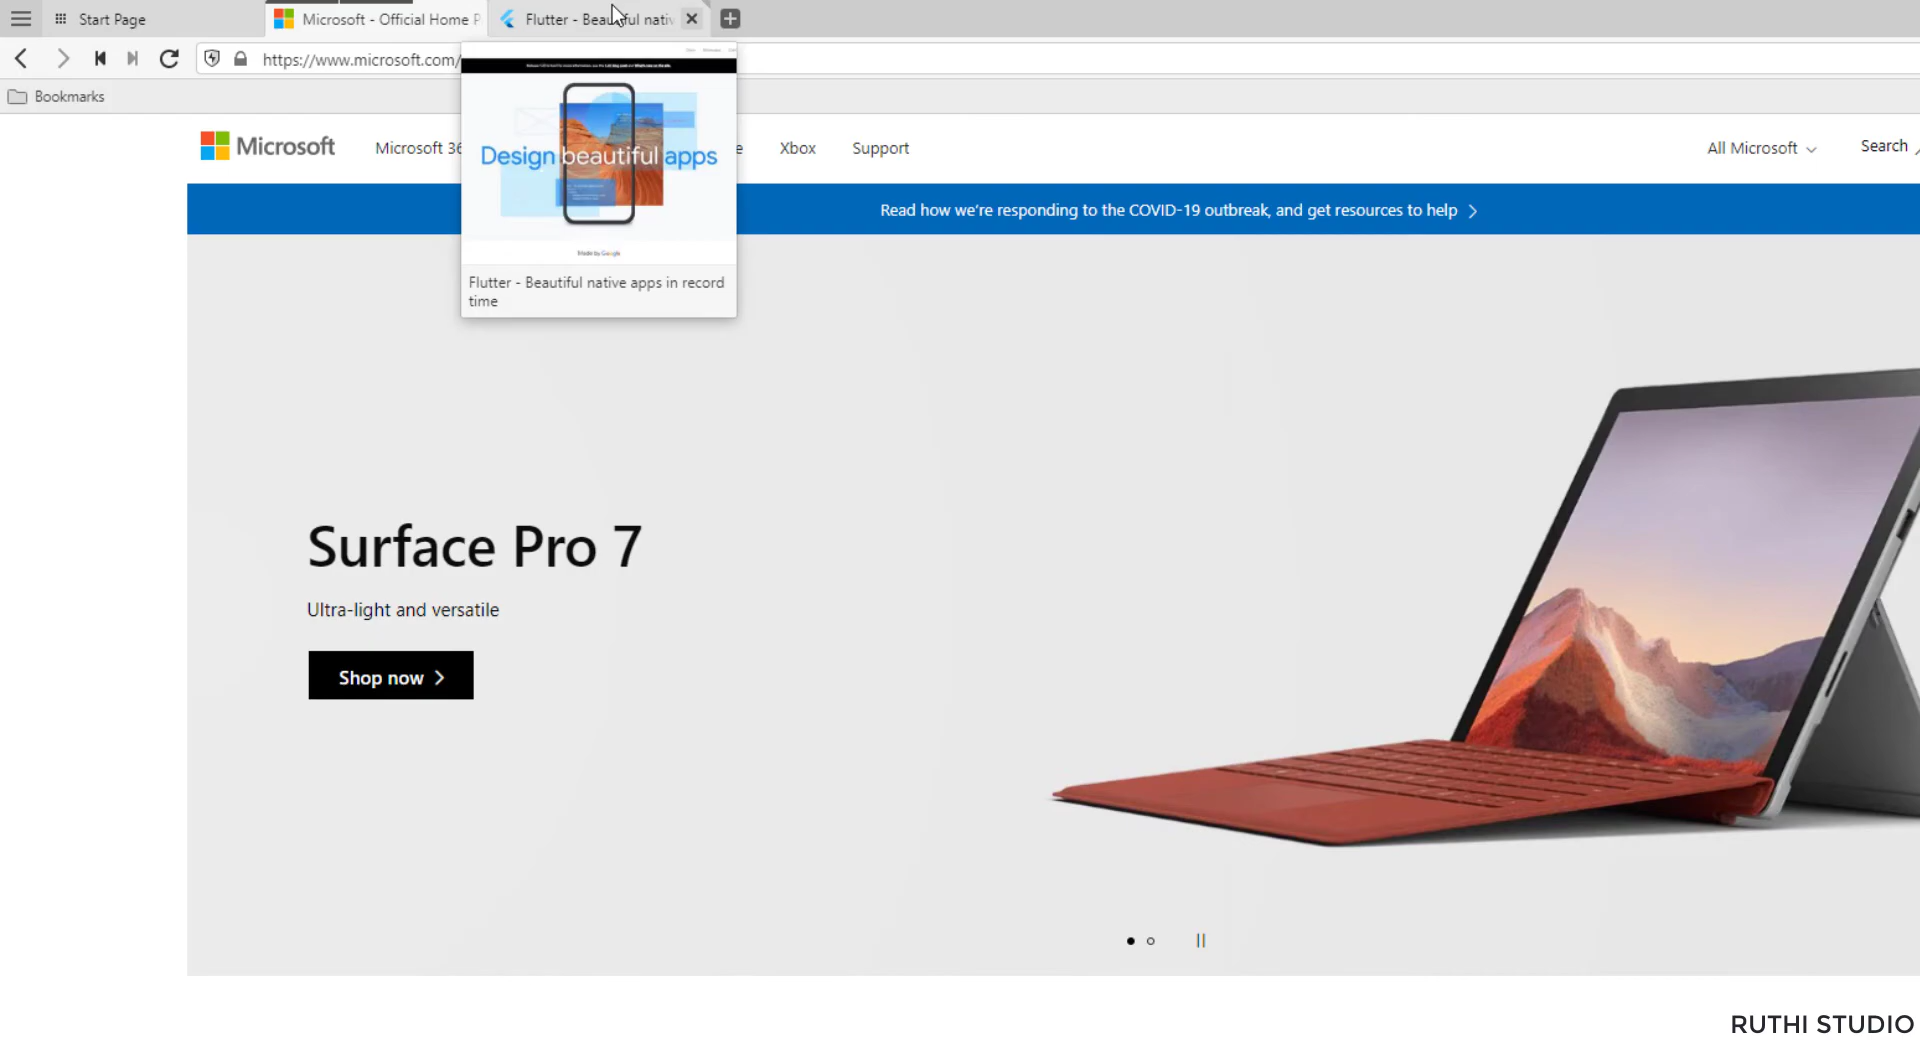 Start Page
Microsoft - Official Home P
Flutter - Beautiful nativ
https://www.microsoft.com/
Bookmarks
Microsoft
Microsoft 36
e
Xbox
Support
All Microsoft
Search
Design beautiful apps
Made by Google
Flutter - Beautiful native apps in record
time
Read how we're responding to the COVID-19 outbreak, and get resources to help
Surface Pro 7
Ultra-light and versatile
Shop now
RUTHI STUDIO